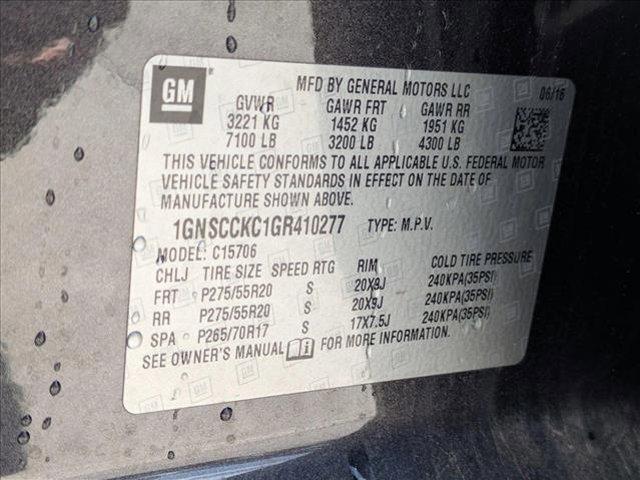 GM
MFD BY GENERAL MOTORS LLC
06/16
GVWR GAWR FRT GAWR RR
3221 KG 1452 KG 1951 KG
7100 LB 3200 LB 4300 LB
THIS VEHICLE CONFORMS TO ALL APPLICABLE U.S. FEDERAL MOTOR
VEHICLE SAFETY STANDARDS IN EFFECT ON THE DATE OF
MANUFACTURE SHOWN ABOVE.
1GNSCCKC1GR410277 TYPE: M.P.V.
MODEL: C15706
CHLJ TIRE SIZE SPEED RTG RIM COLD TIRE PRESSURE
FRT P275/55R20 S 20X9J 240KPA(35PSI)
RR P275/55R20 S 20X9J 240KPA(35PSI)
SPA P265/70R17 S 17X7.5J 240KPA(35PSI)
SEE OWNER'S MANUAL FOR MORE INFORMATION.